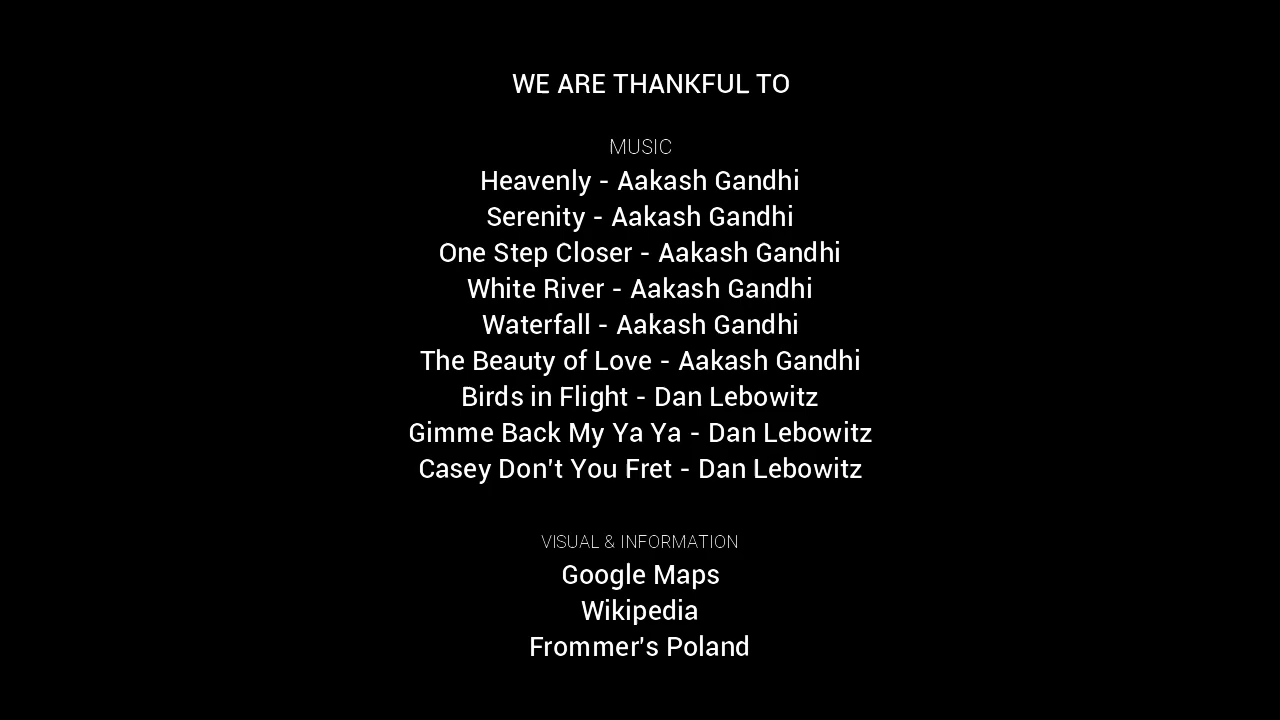 WE ARE THANKFUL TO
MUSIC
Heavenly - Aakash Gandhi
Serenity - Aakash Gandhi
One Step Closer - Aakash Gandhi
White River - Aakash Gandhi
Waterfall - Aakash Gandhi
The Beauty of Love - Aakash Gandhi
Birds in Flight - Dan Lebowitz
Gimme Back My Ya Ya - Dan Lebowitz
Casey Don't You Fret - Dan Lebowitz
VISUAL & INFORMATION
Google Maps
Wikipedia
Frommer's Poland